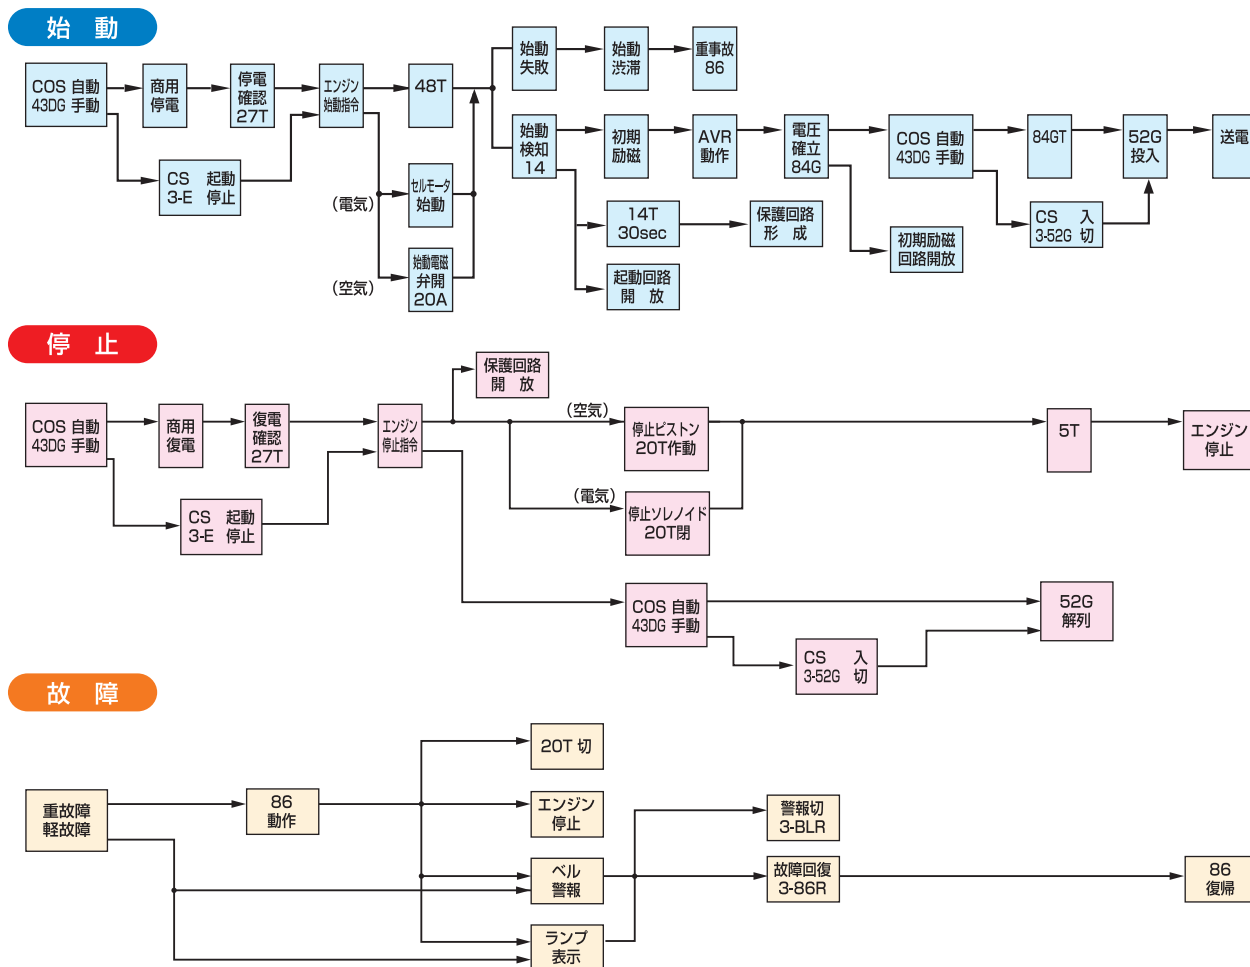 始 動
COS 自動
43DG 手動
商用
停電
停電
確認
27T
エンジン
始動指令
48T
始動
失敗
始動
渋滞
重事故
86
CS 起動
3-E 停止
(電気)
セルモータ
始動
(空気)
始動電磁
弁開
20A
始動
検知
14
初期
励磁
AVR
動作
電圧
確立
84G
COS 自動
43DG 手動
84GT
52G
投入
送電
14T
30sec
保護回路
形 成
起動回路
開 放
初期励磁
回路開放
CS 入
3-52G 切
停 止
保護回路
開 放
COS 自動
43DG 手動
商用
復電
復電
確認
27T
エンジン
停止指令
(空気)
停止ピストン
20T作動
5T
エンジン
停止
CS 起動
3-E 停止
(電気)
停止ソレノイド
20T閉
COS 自動
43DG 手動
52G
解列
CS 入
3-52G 切
故 障
重故障
軽故障
86
動作
20T 切
エンジン
停止
ベル
警報
ランプ
表示
警報切
3-BLR
故障回復
3-86R
86
復帰